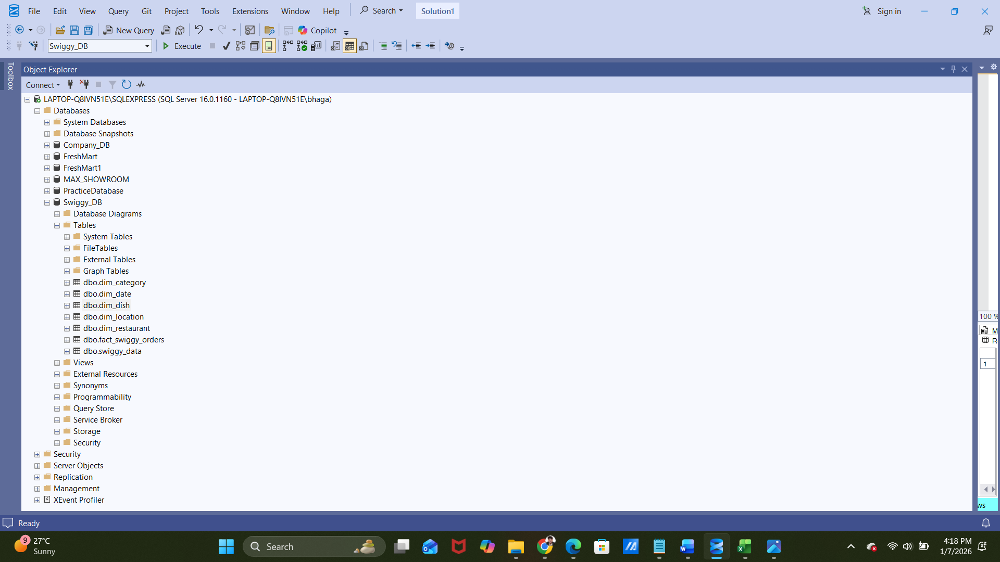 File Edit View Query Git Project Tools Extensions Window Help Search Solution1 Sign in
New Query DAX Copilot
Swiggy_DB Execute
Toolbox
Object Explorer
Connect
LAPTOP-Q8IVN51E\SQLEXPRESS (SQL Server 16.0.1160 - LAPTOP-Q8IVN51E\bhaga)
Databases
System Databases
Database Snapshots
Company_DB
FreshMart
FreshMart1
MAX_SHOWROOM
PracticeDatabase
Swiggy_DB
Database Diagrams
Tables
System Tables
FileTables
External Tables
Graph Tables
dbo.dim_category
dbo.dim_date
dbo.dim_dish
dbo.dim_location
dbo.dim_restaurant
dbo.fact_swiggy_orders
dbo.swiggy_data
Views
External Resources
Synonyms
Programmability
Query Store
Service Broker
Storage
Security
Security
Server Objects
Replication
Management
XEvent Profiler
100 %
M
R
1
ws
Ready
9
27°C
Sunny
Search
4:18 PM
1/7/2026